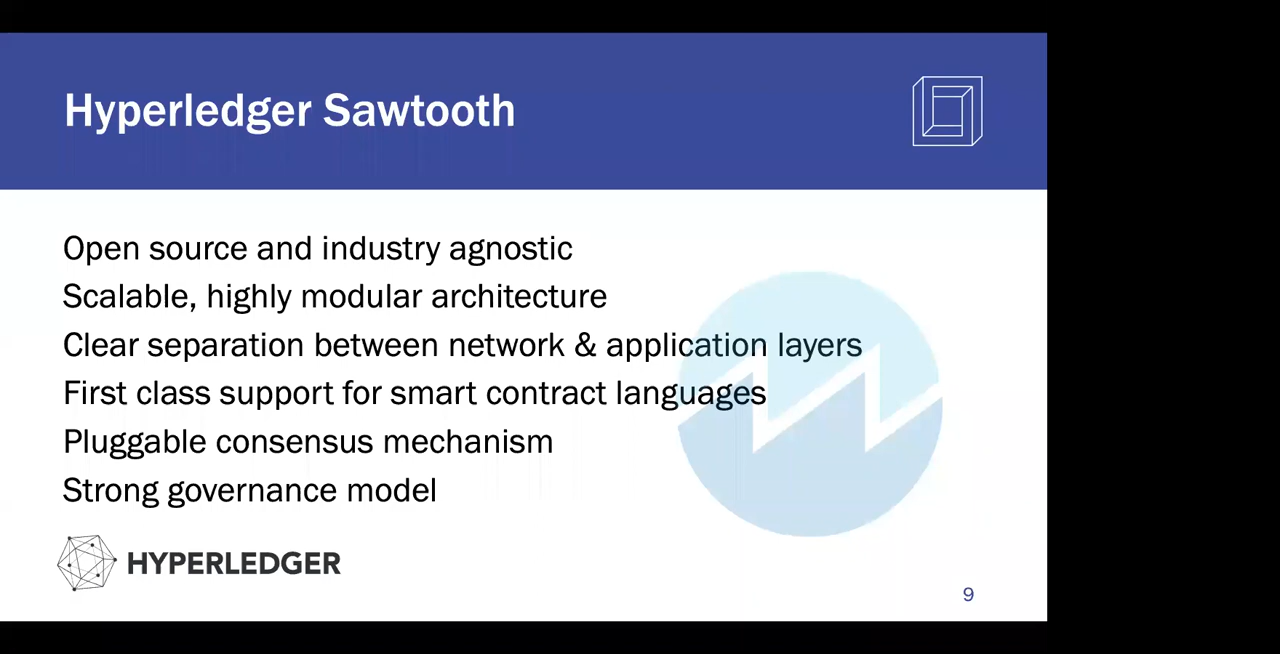 Hyperledger Sawtooth
Open source and industry agnostic
Scalable, highly modular architecture
Clear separation between network & application layers
First class support for smart contract languages
Pluggable consensus mechanism
Strong governance model
HYPERLEDGER
9